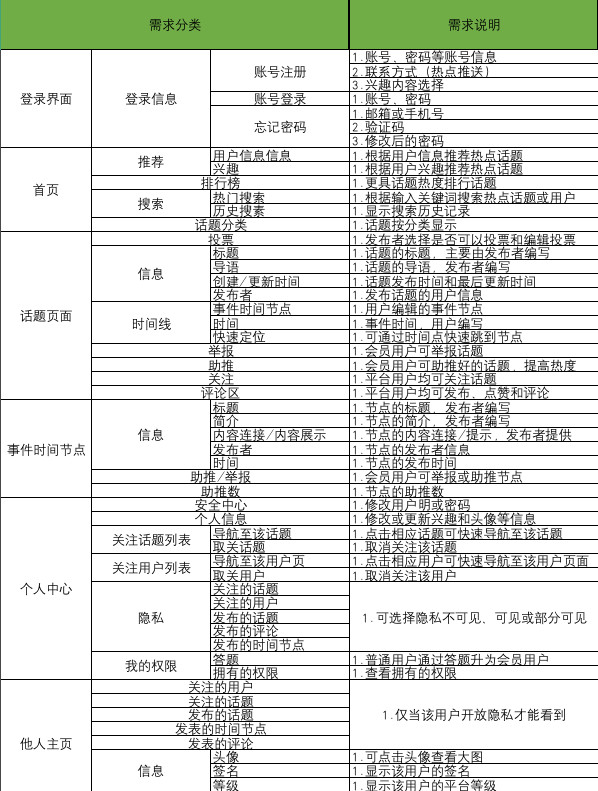 需求分类 需求说明
登录界面 登录信息 账号注册 1.账号、密码等账号信息
2.联系方式（热点推送）
3.兴趣内容选择
账号登录 1.账号、密码
忘记密码 1.邮箱或手机号
2.验证码
3.修改后的密码
首页 推荐 用户信息信息 1.根据用户信息推荐热点话题
兴趣 1.根据用户兴趣推荐热点话题
排行榜 1.更具话题热度排行话题
搜索 热门搜索 1.根据输入关键词搜索热点话题或用户
历史搜素 1.显示搜索历史记录
话题分类 1.话题按分类显示
话题页面 投票 1.发布者选择是否可以投票和编辑投票
信息 标题 1.话题的标题，主要由发布者编写
导语 1.话题的导语，发布者编写
创建/更新时间 1.话题发布时间和最后更新时间
发布者 1.发布话题的用户信息
时间线 事件时间节点 1.用户编辑的事件节点
时间 1.事件时间，用户编写
快速定位 1.可通过时间点快速跳到节点
举报 1.会员用户可举报话题
助推 1.会员用户可助推好的话题，提高热度
关注 1.平台用户均可关注话题
评论区 1.平台用户均可发布，点赞和评论
事件时间节点 信息 标题 1.节点的标题，发布者编写
简介 1.节点的简介，发布者编写
内容连接/内容展示 1.节点的内容连接/提示，发布者提供
发布者 1.节点的发布者信息
时间 1.节点的发布时间
助推/举报 1.会员用户可举报或助推节点
助推数 1.节点的助推数
个人中心 安全中心 1.修改用户明或密码
个人信息 1.修改或更新兴趣和头像等信息
关注话题列表 导航至该话题 1.点击相应话题可快速导航至该话题
取关话题 1.取消关注该话题
关注用户列表 导航至该用户页 1.点击相应用户可快速导航至该用户页面
取关用户 1.取消关注该用户
隐私 关注的话题 1.可选择隐私不可见、可见或部分可见
关注的用户
发布的话题
发布的评论
发布的时间节点
我的权限 答题 1.普通用户通过答题升为会员用户
拥有的权限 1.查看拥有的权限
他人主页 关注的用户 1.仅当该用户开放隐私才能看到
关注的话题
发布的话题
发表的时间节点
发表的评论
信息 头像 1.可点击头像查看大图
签名 1.显示该用户的签名
等级 1.显示该用户的平台等级